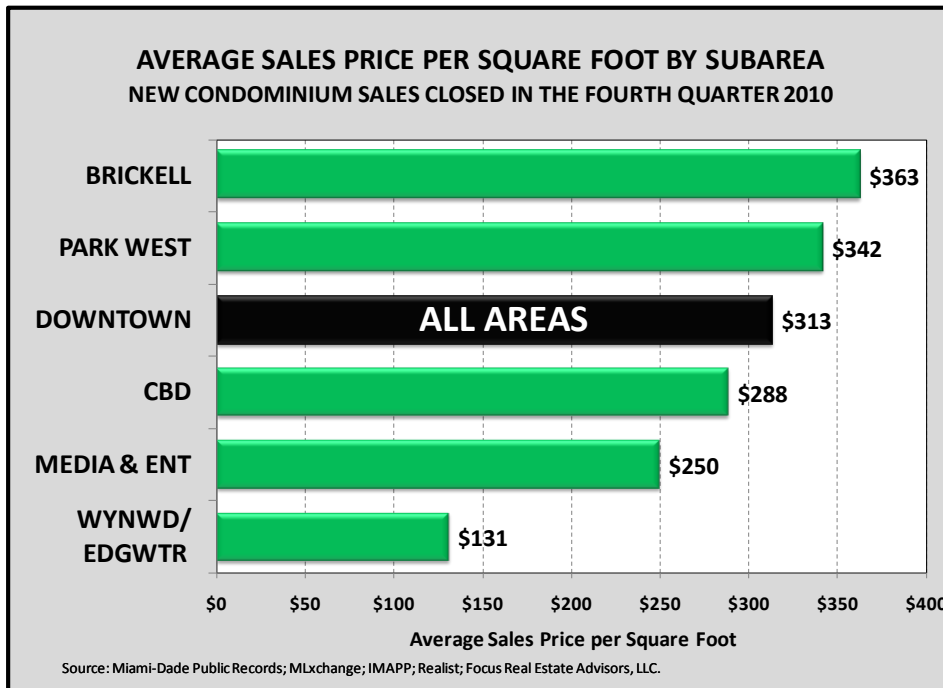 AVERAGE SALES PRICE PER SQUARE FOOT BY SUBAREA
NEW CONDOMINIUM SALES CLOSED IN THE FOURTH QUARTER 2010
BRICKELL
$363
PARK WEST
$342
DOWNTOWN
ALL AREAS
$313
CBD
$288
MEDIA & ENT
$250
WYNWD/
EDGWTR
$131
$0 $50 $100 $150 $200 $250 $300 $350 $400
Average Sales Price per Square Foot
Source: Miami-Dade Public Records; MLxchange; IMAPP; Realist; Focus Real Estate Advisors, LLC.